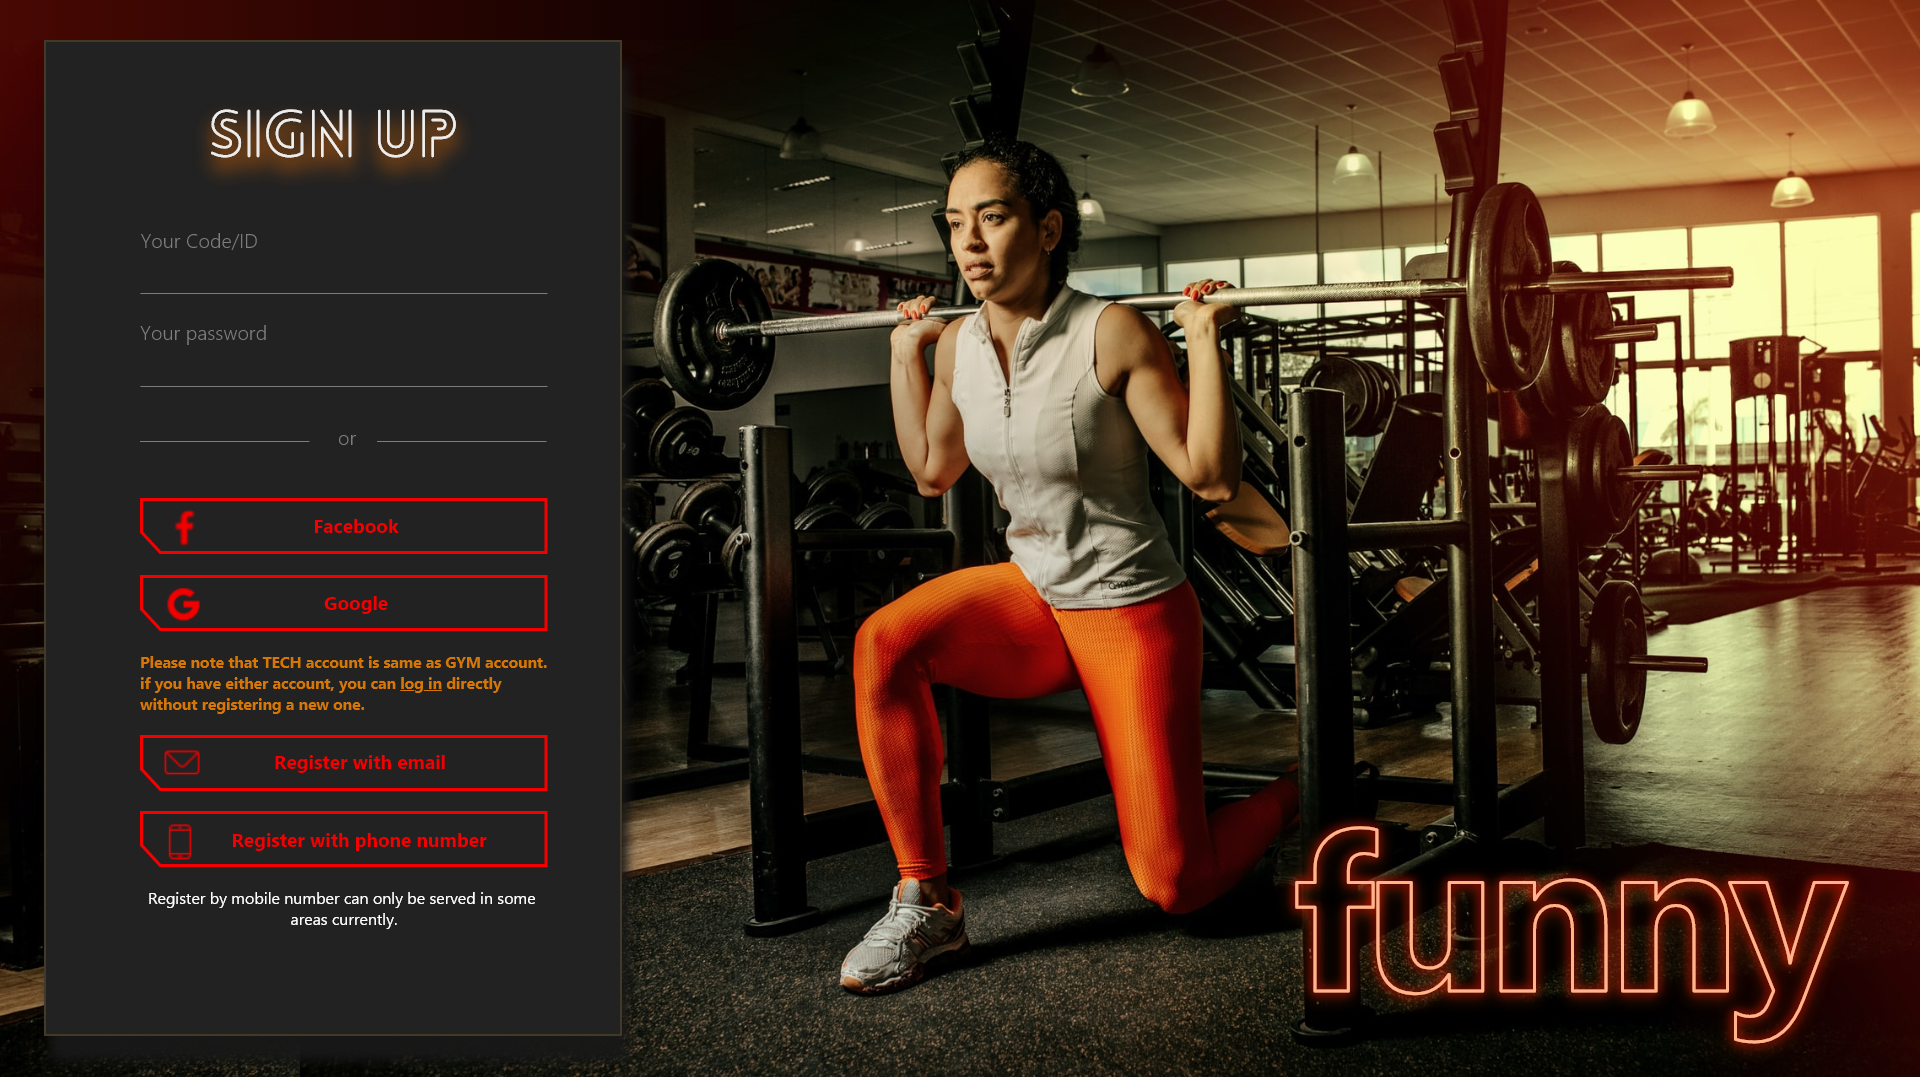 SIGN UP
Your Code/ID
Your password
or
Facebook
Google
Please note that TECH account is same as GYM account.
if you have either account, you can log in directly
without registering a new one.
Register with email
Register with phone number
Register by mobile number can only be served in some
areas currently.
funny